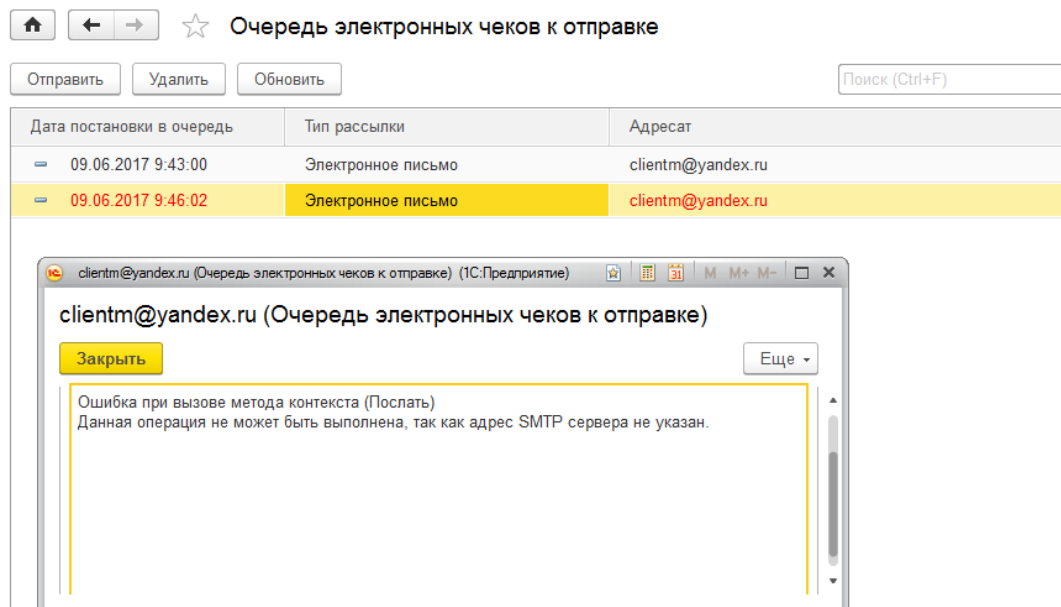 Очередь электронных чеков к отправке
Отправить Удалить Обновить Поиск (Ctrl+F)
Дата постановки в очередь Тип рассылки Адресат
09.06.2017 9:43:00 Электронное письмо clientm@yandex.ru
09.06.2017 9:46:02 Электронное письмо clientm@yandex.ru
1С clientm@yandex.ru (Очередь электронных чеков к отправке) (1С:Предприятие) 31 M M+ M-
clientm@yandex.ru (Очередь электронных чеков к отправке)
Закрыть Еще
Ошибка при вызове метода контекста (Послать)
Данная операция не может быть выполнена, так как адрес SMTP сервера не указан.